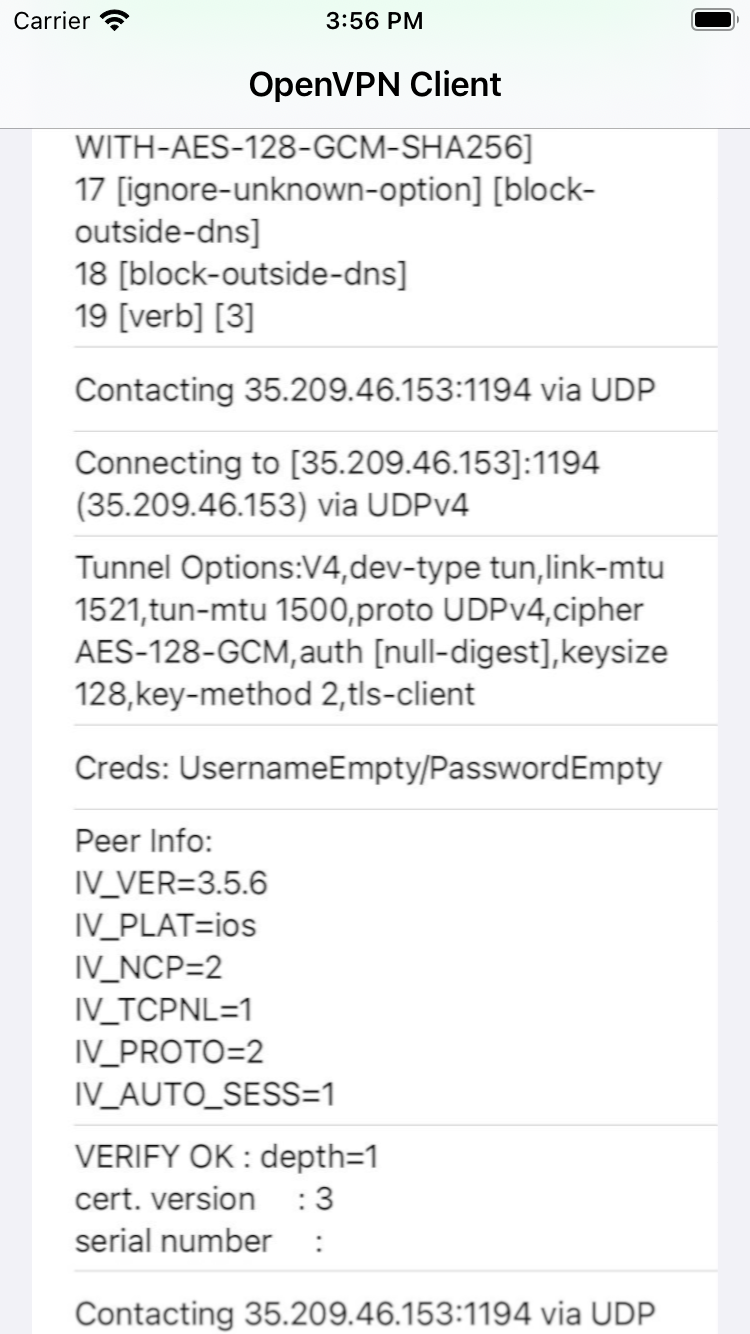 Carrier 3:56 PM
OpenVPN Client
WITH-AES-128-GCM-SHA256]
17 [ignore-unknown-option] [block-
outside-dns]
18 [block-outside-dns]
19 [verb] [3]
Contacting 35.209.46.153:1194 via UDP
Connecting to [35.209.46.153]:1194
(35.209.46.153) via UDPv4
Tunnel Options:V4,dev-type tun,link-mtu
1521,tun-mtu 1500,proto UDPv4,cipher
AES-128-GCM,auth [null-digest],keysize
128,key-method 2,tls-client
Creds: UsernameEmpty/PasswordEmpty
Peer Info:
IV_VER=3.5.6
IV_PLAT=ios
IV_NCP=2
IV_TCPNL=1
IV_PROTO=2
IV_AUTO_SESS=1
VERIFY OK : depth=1
cert. version : 3
serial number :
Contacting 35.209.46.153:1194 via UDP